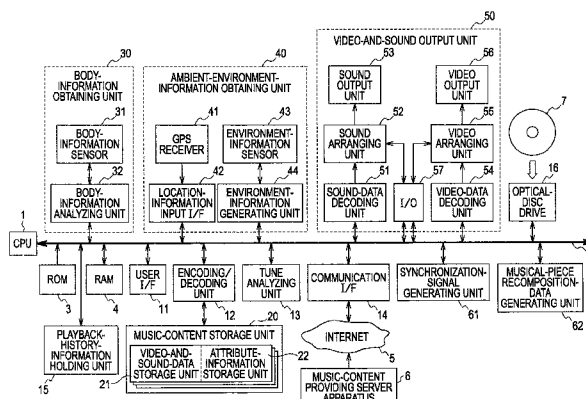 50
VIDEO-AND-SOUND OUTPUT UNIT
30
BODY-
INFORMATION
OBTAINING UNIT
40
AMBIENT-ENVIRONMENT-
INFORMATION OBTAINING UNIT
53
SOUND
OUTPUT
UNIT
56
VIDEO
OUTPUT
UNIT
7
31
BODY-
INFORMATION
SENSOR
41
GPS
RECEIVER
43
ENVIRONMENT-
INFORMATION
SENSOR
52
SOUND
ARRANGING
UNIT
55
VIDEO
ARRANGING
UNIT
32
BODY-
INFORMATION
ANALYZING UNIT
42
LOCATION-
INFORMATION
INPUT I/F
44
ENVIRONMENT-
INFORMATION
GENERATING UNIT
51
SOUND-DATA
DECODING
UNIT
57
I/O
54
VIDEO-DATA
DECODING
UNIT
16
OPTICAL-
DISC
DRIVE
1
CPU
ROM
3
RAM
4
USER
I/F
11
ENCODING/
DECODING
UNIT
12
TUNE
ANALYZING
UNIT
13
COMMUNICATION
I/F
14
SYNCHRONIZATION-
SIGNAL
GENERATING UNIT
61
MUSICAL-PIECE
RECOMPOSITION-
DATA
GENERATING UNIT
62
PLAYBACK-
HISTORY-
INFORMATION
HOLDING UNIT
15
20
MUSIC-CONTENT STORAGE UNIT
VIDEO-AND-
SOUND-DATA
STORAGE UNIT
21
ATTRIBUTE-
INFORMATION
STORAGE UNIT
22
INTERNET
5
MUSIC-CONTENT
PROVIDING SERVER
APPARATUS
6